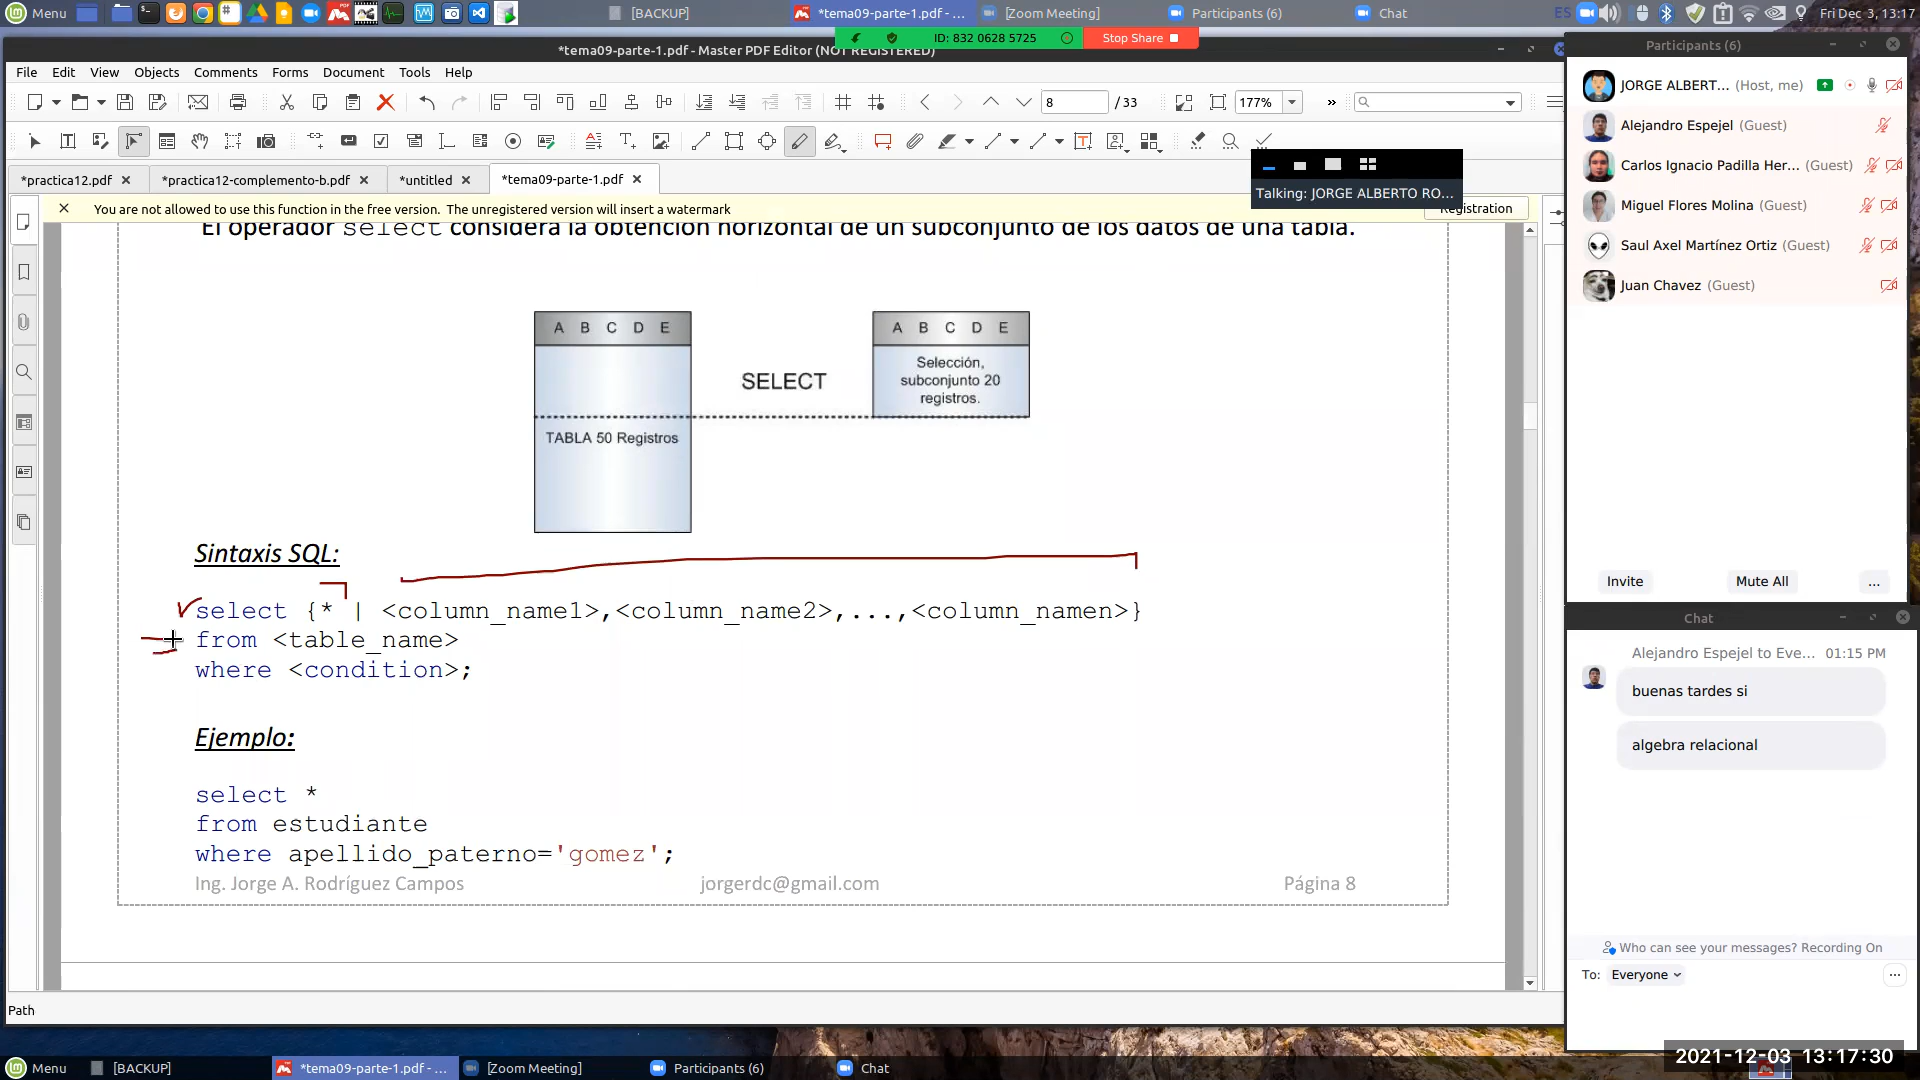 Menu
[BACKUP]
*tema09-parte-1.pdf - ...
[Zoom Meeting]
Participants (6)
Chat
ES
Fri Dec 3, 13:17
*tema09-parte-1.pdf - Master PDF Editor (NOT REGISTERED)
ID: 832 0628 5725
Stop Share
File Edit View Objects Comments Forms Document Tools Help
8 / 33
177%
*practica12.pdf
*practica12-complemento-b.pdf
*untitled
*tema09-parte-1.pdf
Talking: JORGE ALBERTO RO...
You are not allowed to use this function in the free version. The unregistered version will insert a watermark
Registration
El operador select considera la obtención horizontal de un subconjunto de los datos de una tabla.
A B C D E
TABLA 50 Registros
SELECT
A B C D E
Selección,
subconjunto 20
registros.
Sintaxis SQL:
select {* | <column_name1>,<column_name2>,...,<column_namen>}
from <table_name>
where <condition>;
Ejemplo:
select *
from estudiante
where apellido_paterno='gomez';
Ing. Jorge A. Rodríguez Campos
jorgerdc@gmail.com
Página 8
Path
Participants (6)
JORGE ALBERT... (Host, me)
Alejandro Espejel (Guest)
Carlos Ignacio Padilla Her... (Guest)
Miguel Flores Molina (Guest)
Saul Axel Martínez Ortiz (Guest)
Juan Chavez (Guest)
Invite
Mute All
...
Chat
Alejandro Espejel to Eve... 01:15 PM
buenas tardes si
algebra relacional
Who can see your messages? Recording On
To: Everyone
...
2021-12-03 13:17:30
Menu
[BACKUP]
*tema09-parte-1.pdf - ...
[Zoom Meeting]
Participants (6)
Chat